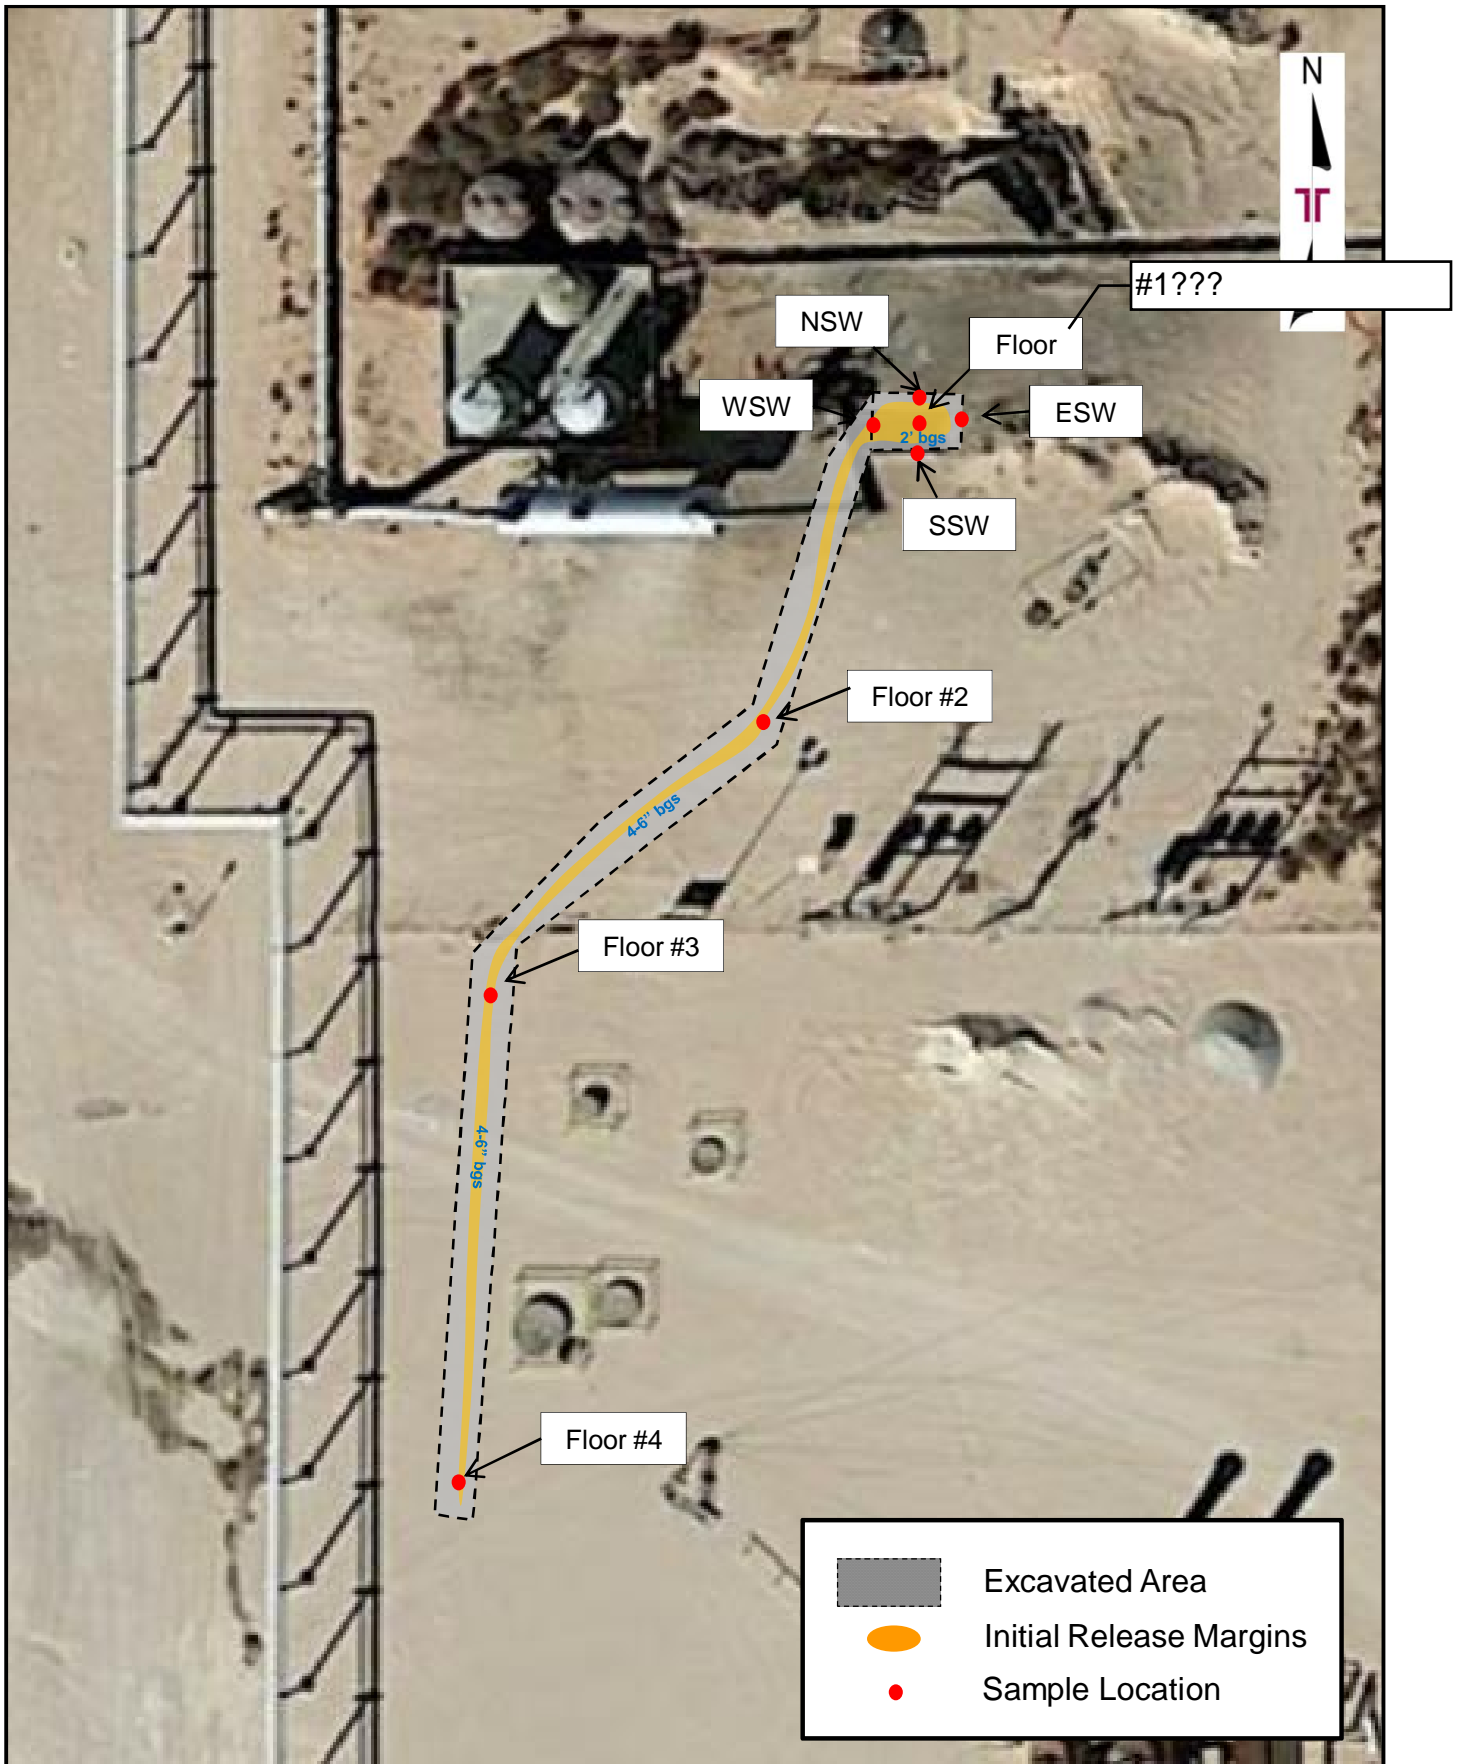 N
#1???
NSW
Floor
WSW
ESW
2' bgs
SSW
Floor #2
4-6" bgs
Floor #3
4-6" bgs
Floor #4
Excavated Area
Initial Release Margins
Sample Location